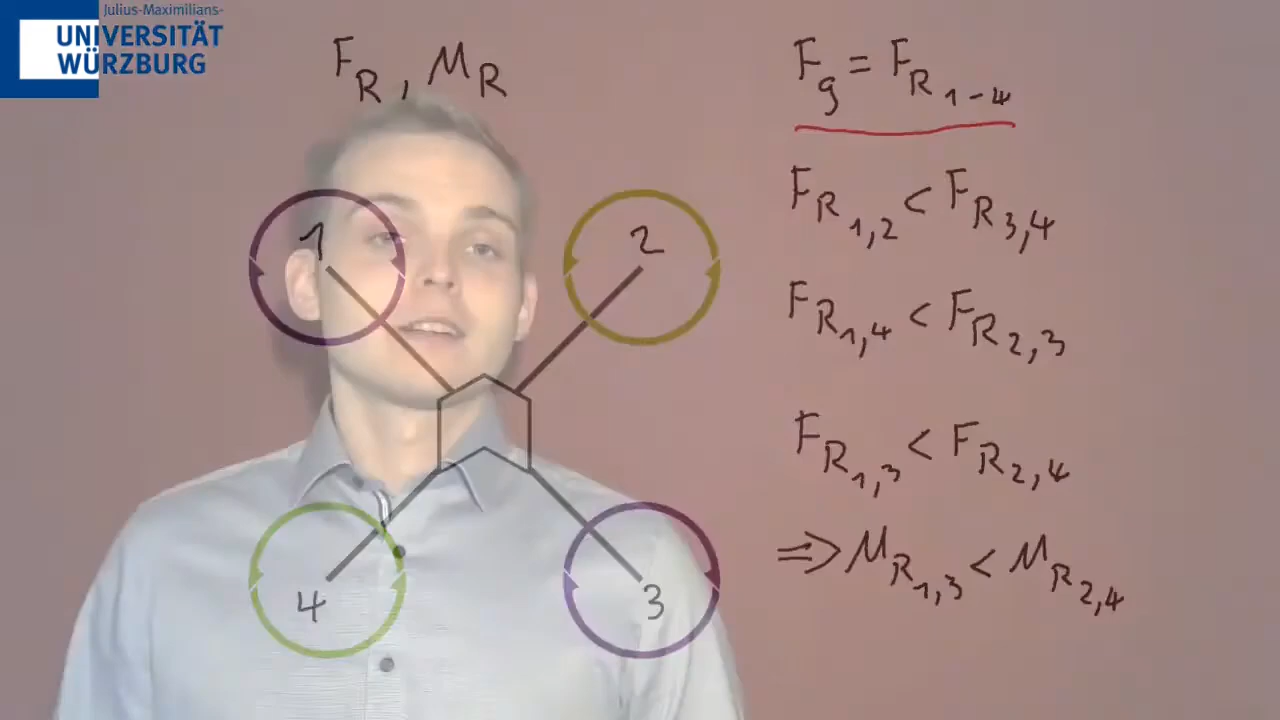 Julius-Maximilians-
UNIVERSITÄT
WÜRZBURG
F_R, M_R
1
2
4
3
F_g = F_R 1-4
F_R 1,2 < F_R 3,4
F_R 1,4 < F_R 2,3
F_R 1,3 < F_R 2,4
⇒ M_R 1,3 < M_R 2,4